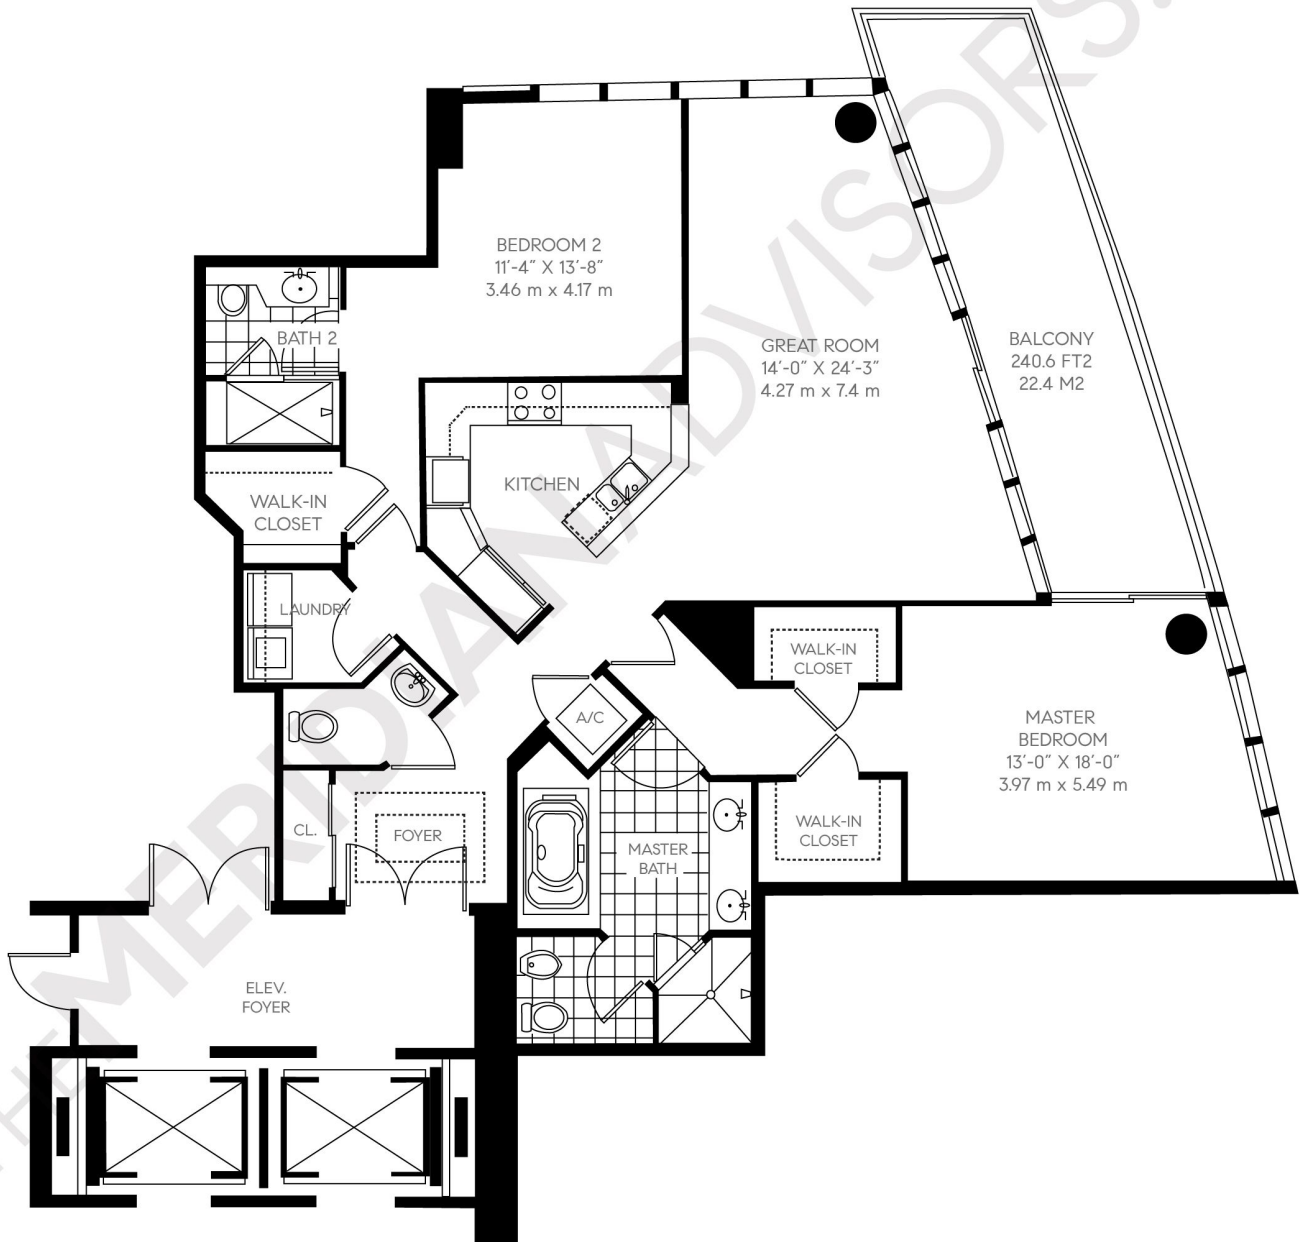 BEDROOM 2
11'-4" X 13'-8"
3.46 m x 4.17 m
BATH 2
GREAT ROOM
14'-0" X 24'-3"
4.27 m x 7.4 m
BALCONY
240.6 FT2
22.4 M2
KITCHEN
WALK-IN
CLOSET
LAUNDRY
WALK-IN
CLOSET
A/C
MASTER
BEDROOM
13'-0" X 18'-0"
3.97 m x 5.49 m
CL.
FOYER
MASTER
BATH
WALK-IN
CLOSET
ELEV.
FOYER
THEMERIDIANADVISORS.